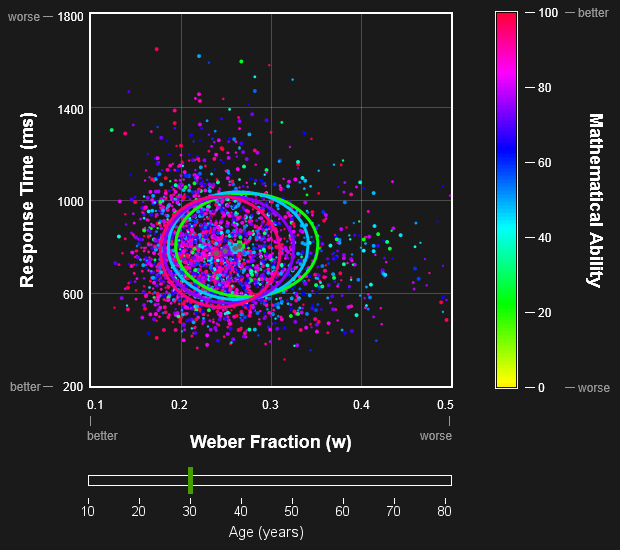 worse 1800
1400
1000
600
better 200
Response Time (ms)
0.1 0.2 0.3 0.4 0.5
better worse
Weber Fraction (w)
10 20 30 40 50 60 70 80
Age (years)
100 better
80
60
40
20
0 worse
Mathematical Ability